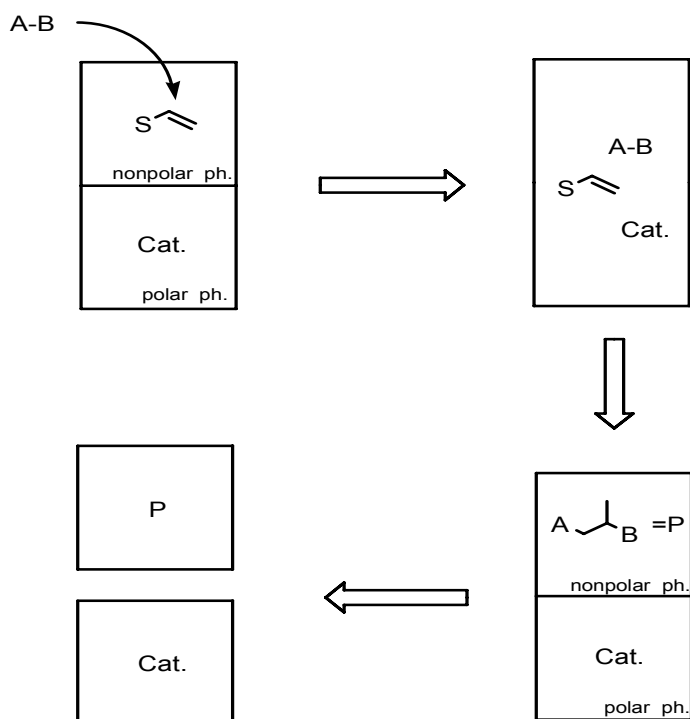 A-B
S
nonpolar ph.
Cat.
polar ph.
A-B
S
Cat.
A B =P
nonpolar ph.
Cat.
polar ph.
P
Cat.